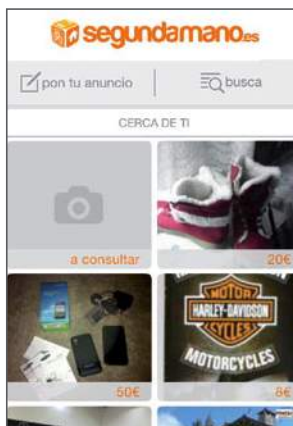 segundamano.es
pon tu anuncio
busca
CERCA DE TI
a consultar
20€
MOTOR
HARLEY-DAVIDSON
CYCLES
MOTORCYCLES
50€
8€